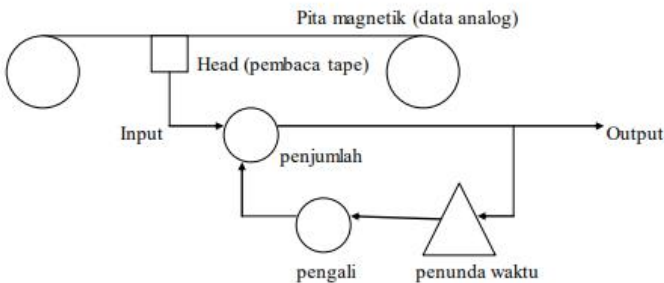 Pita magnetik (data analog)
Head (pembaca tape)
Input
Output
penjumlah
pengali
penunda waktu